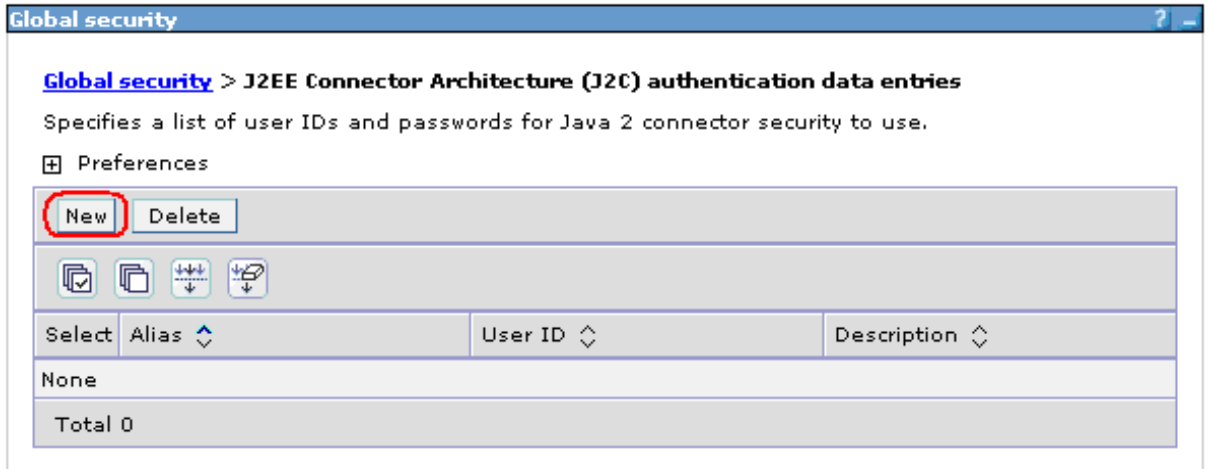 Global security ? _
Global security > J2EE Connector Architecture (J2C) authentication data entries
Specifies a list of user IDs and passwords for Java 2 connector security to use.
+ Preferences
New Delete
Select Alias User ID Description
None
Total 0